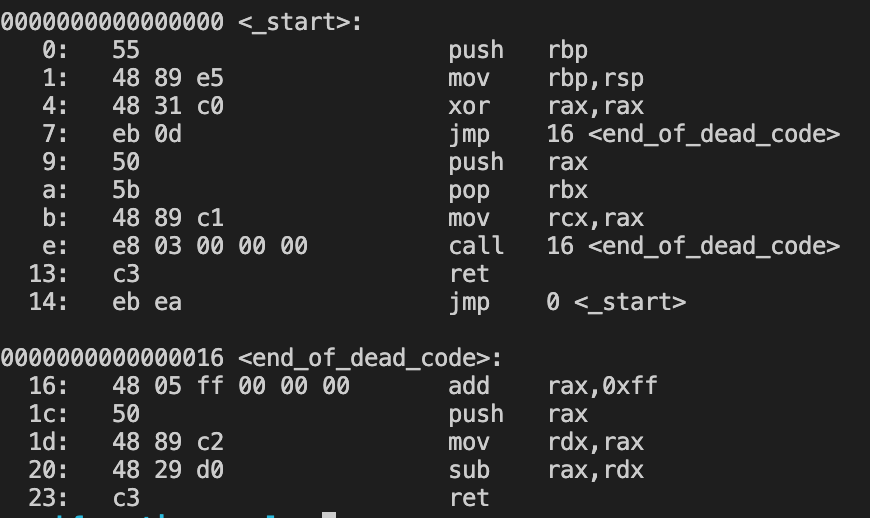 0000000000000000 <_start>:
0: 55 push rbp
1: 48 89 e5 mov rbp,rsp
4: 48 31 c0 xor rax,rax
7: eb 0d jmp 16 <end_of_dead_code>
9: 50 push rax
a: 5b pop rbx
b: 48 89 c1 mov rcx,rax
e: e8 03 00 00 00 call 16 <end_of_dead_code>
13: c3 ret
14: eb ea jmp 0 <_start>
0000000000000016 <end_of_dead_code>:
16: 48 05 ff 00 00 00 add rax,0xff
1c: 50 push rax
1d: 48 89 c2 mov rdx,rax
20: 48 29 d0 sub rax,rdx
23: c3 ret